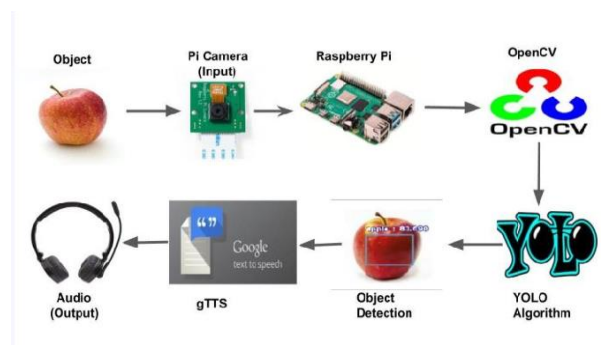 Object
Pi Camera
(Input)
Raspberry Pi
OpenCV
OpenCV
YOLO
YOLO
Algorithm
Object
Detection
Google
text to speech
gTTS
Audio
(Output)